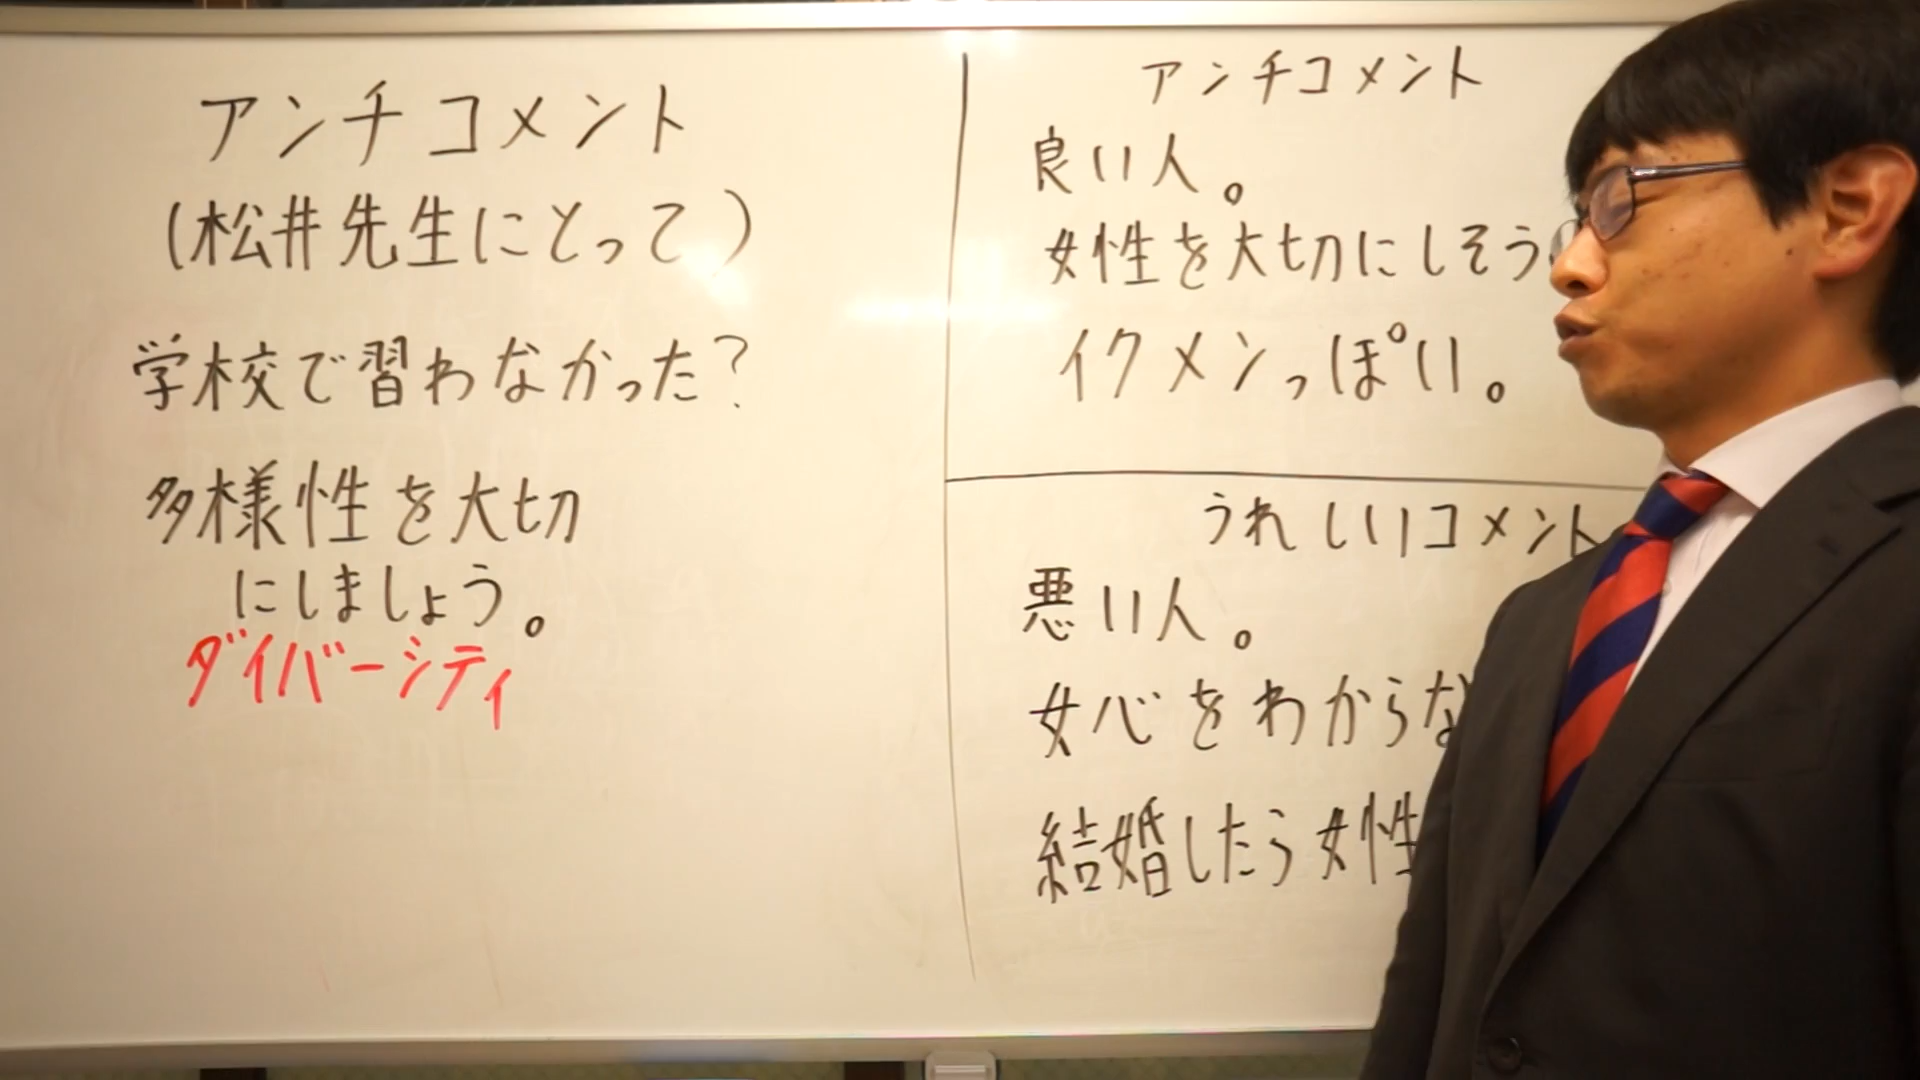 アンチコメント
(松井先生にとって)
学校で習わなかった?
多様性を大切
にしましょう。
ダイバーシティ
アンチコメント
良い人。
女性を大切にしそう
イクメンっぽい。
うれしいコメント
悪い人。
女心をわからな
結婚したら女性